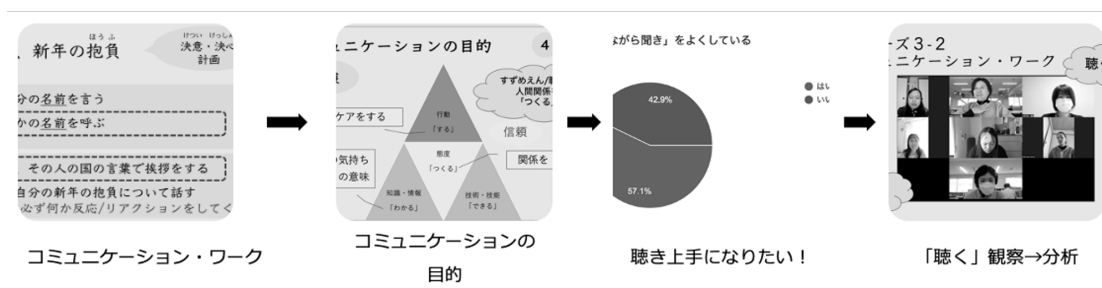 新年の抱負
ほう ふ
けつい けっしん
決意・決心
計画
分の名前を言う
かの名前を呼ぶ
その人の国の言葉で挨拶をする
自分の新年の抱負について話す
必ず何か反応/リアクションをしてく
コミュニケーション・ワーク
ュニケーションの目的
4
すずめえん/
人間関係
「つくる」
ケアをする
行動
「する」
信頼
気持ち
の意味
態度
「つくる」
関係を
知識・情報
「わかる」
技術・技能
「できる」
コミュニケーションの
目的
ながら聞き」をよくしている
はい
いい
42.9%
57.1%
聴き上手になりたい！
ーズ3-2
ュニケーション・ワーク
聴く
「聴く」観察→分析